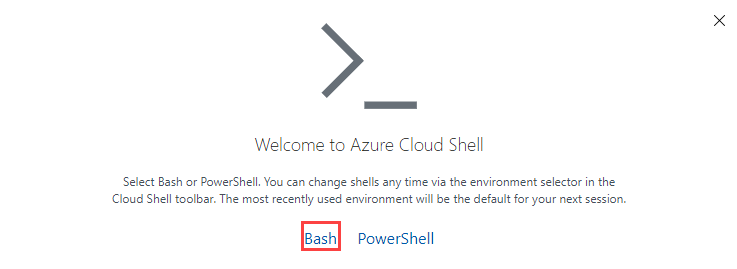 Welcome to Azure Cloud Shell
Select Bash or PowerShell. You can change shells any time via the environment selector in the
Cloud Shell toolbar. The most recently used environment will be the default for your next session.
Bash PowerShell